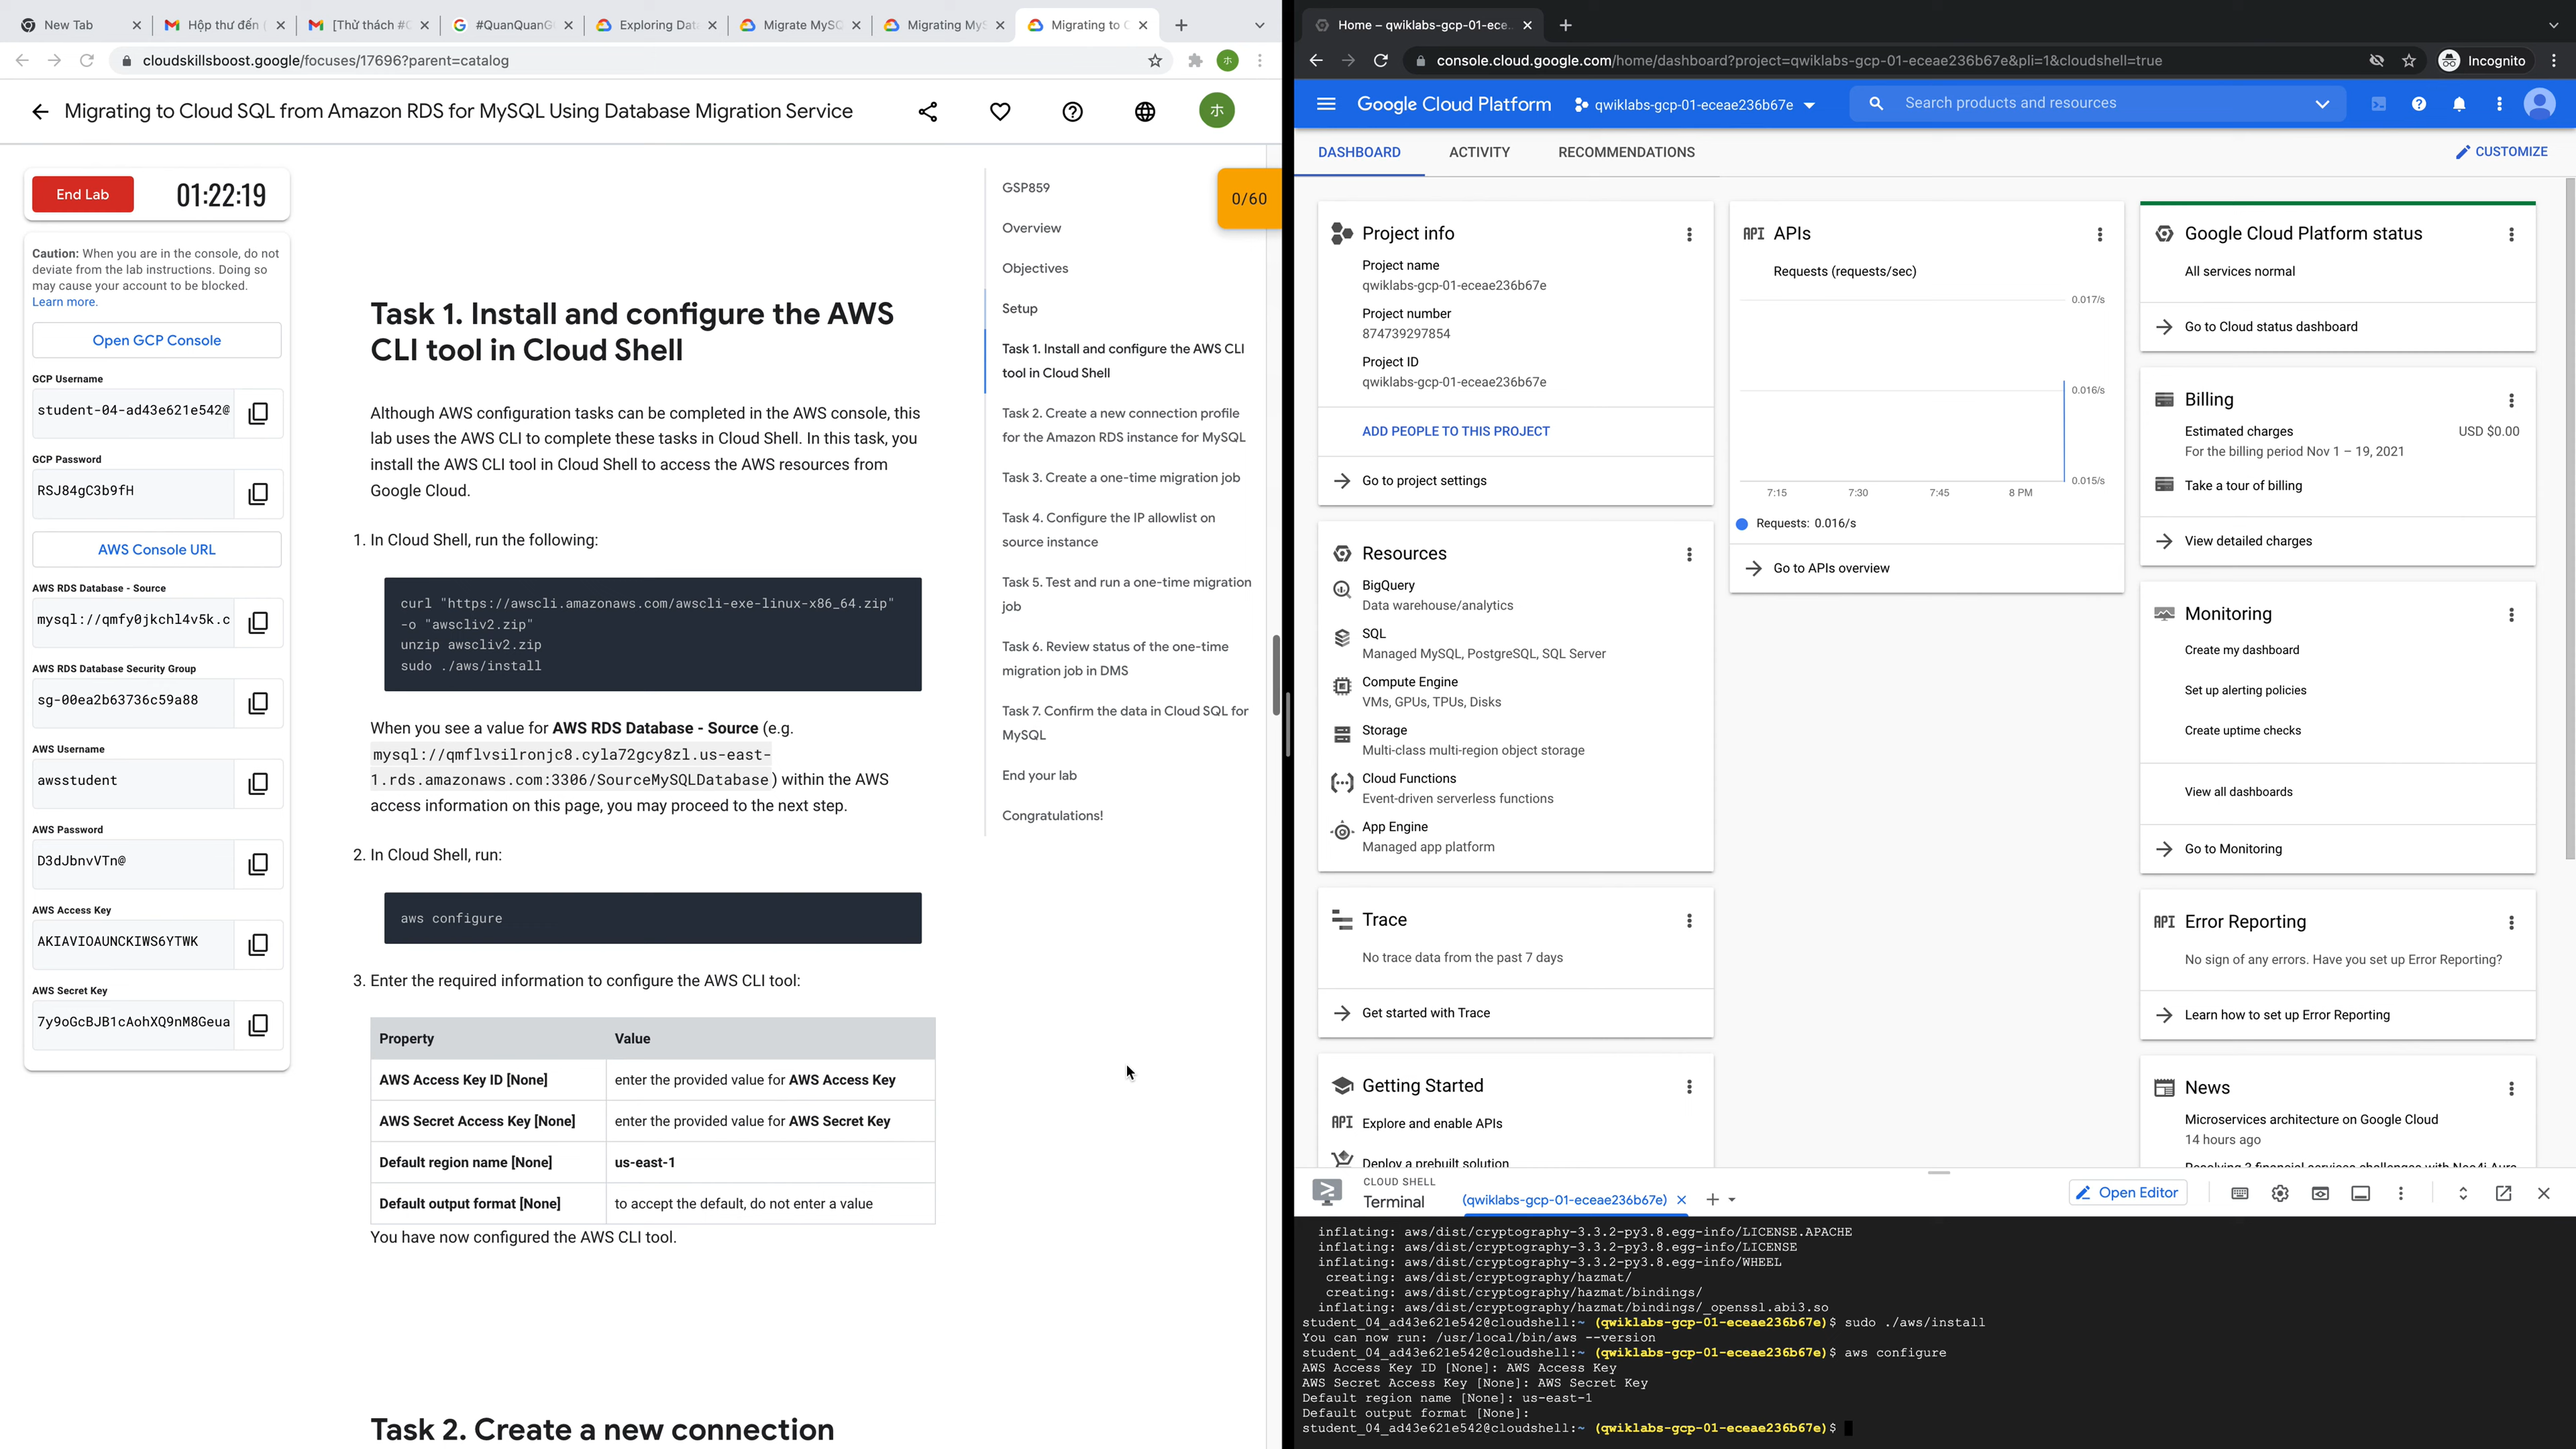 New Tab
Hộp thư đến (
[Thử thách #Q
#QuanQuanG
Exploring Dat
Migrate MySQ
Migrating MyS
Migrating to C
cloudskillsboost.google/focuses/17696?parent=catalog
Migrating to Cloud SQL from Amazon RDS for MySQL Using Database Migration Service
ホ
End Lab
01:22:19
Caution: When you are in the console, do not
deviate from the lab instructions. Doing so
may cause your account to be blocked.
Learn more.
Open GCP Console
GCP Username
student-04-ad43e621e542@
GCP Password
RSJ84gC3b9fH
AWS Console URL
AWS RDS Database - Source
mysql://qmfy0jkchl4v5k.c
AWS RDS Database Security Group
sg-00ea2b63736c59a88
AWS Username
awsstudent
AWS Password
D3dJbnvVTn@
AWS Access Key
AKIAVIOAUNCKIWS6YTWK
AWS Secret Key
7y9oGcBJB1cAohXQ9nM8Geua
Task 1. Install and configure the AWS
CLI tool in Cloud Shell
Although AWS configuration tasks can be completed in the AWS console, this
lab uses the AWS CLI to complete these tasks in Cloud Shell. In this task, you
install the AWS CLI tool in Cloud Shell to access the AWS resources from
Google Cloud.
1. In Cloud Shell, run the following:
curl "https://awscli.amazonaws.com/awscli-exe-linux-x86_64.zip"
-o "awscliv2.zip"
unzip awscliv2.zip
sudo ./aws/install
When you see a value for AWS RDS Database - Source (e.g.
mysql://qmflvsilronjc8.cyla72gcy8zl.us-east-
1.rds.amazonaws.com:3306/SourceMySQLDatabase) within the AWS
access information on this page, you may proceed to the next step.
2. In Cloud Shell, run:
aws configure
3. Enter the required information to configure the AWS CLI tool:
Property Value
AWS Access Key ID [None] enter the provided value for AWS Access Key
AWS Secret Access Key [None] enter the provided value for AWS Secret Key
Default region name [None] us-east-1
Default output format [None] to accept the default, do not enter a value
You have now configured the AWS CLI tool.
Task 2. Create a new connection
GSP859
0/60
Overview
Objectives
Setup
Task 1. Install and configure the AWS CLI
tool in Cloud Shell
Task 2. Create a new connection profile
for the Amazon RDS instance for MySQL
Task 3. Create a one-time migration job
Task 4. Configure the IP allowlist on
source instance
Task 5. Test and run a one-time migration
job
Task 6. Review status of the one-time
migration job in DMS
Task 7. Confirm the data in Cloud SQL for
MySQL
End your lab
Congratulations!
Home – qwiklabs-gcp-01-ece
console.cloud.google.com/home/dashboard?project=qwiklabs-gcp-01-eceae236b67e&pli=1&cloudshell=true
Incognito
Google Cloud Platform
qwiklabs-gcp-01-eceae236b67e
Search products and resources
DASHBOARD
ACTIVITY
RECOMMENDATIONS
CUSTOMIZE
Project info
Project name
qwiklabs-gcp-01-eceae236b67e
Project number
874739297854
Project ID
qwiklabs-gcp-01-eceae236b67e
ADD PEOPLE TO THIS PROJECT
Go to project settings
Resources
BigQuery
Data warehouse/analytics
SQL
Managed MySQL, PostgreSQL, SQL Server
Compute Engine
VMs, GPUs, TPUs, Disks
Storage
Multi-class multi-region object storage
Cloud Functions
Event-driven serverless functions
App Engine
Managed app platform
Trace
No trace data from the past 7 days
Get started with Trace
Getting Started
API Explore and enable APIs
Deploy a prebuilt solution
API APIs
Requests (requests/sec)
0.017/s
0.016/s
0.015/s
7:15 7:30 7:45 8 PM
Requests: 0.016/s
Go to APIs overview
Google Cloud Platform status
All services normal
Go to Cloud status dashboard
Billing
Estimated charges USD $0.00
For the billing period Nov 1 – 19, 2021
Take a tour of billing
View detailed charges
Monitoring
Create my dashboard
Set up alerting policies
Create uptime checks
View all dashboards
Go to Monitoring
API Error Reporting
No sign of any errors. Have you set up Error Reporting?
Learn how to set up Error Reporting
News
Microservices architecture on Google Cloud
14 hours ago
CLOUD SHELL
Terminal
(qwiklabs-gcp-01-eceae236b67e)
Open Editor
inflating: aws/dist/cryptography-3.3.2-py3.8.egg-info/LICENSE.APACHE
inflating: aws/dist/cryptography-3.3.2-py3.8.egg-info/LICENSE
inflating: aws/dist/cryptography-3.3.2-py3.8.egg-info/WHEEL
creating: aws/dist/cryptography/hazmat/
creating: aws/dist/cryptography/hazmat/bindings/
inflating: aws/dist/cryptography/hazmat/bindings/_openssl.abi3.so
student_04_ad43e621e542@cloudshell:~ (qwiklabs-gcp-01-eceae236b67e)$ sudo ./aws/install
You can now run: /usr/local/bin/aws --version
student_04_ad43e621e542@cloudshell:~ (qwiklabs-gcp-01-eceae236b67e)$ aws configure
AWS Access Key ID [None]: AWS Access Key
AWS Secret Access Key [None]: AWS Secret Key
Default region name [None]: us-east-1
Default output format [None]:
student_04_ad43e621e542@cloudshell:~ (qwiklabs-gcp-01-eceae236b67e)$